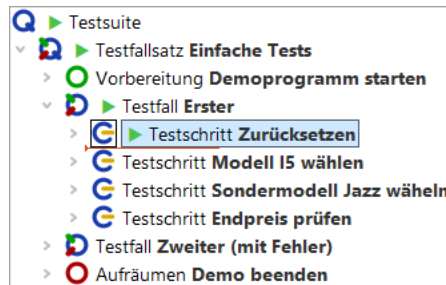 Testsuite
Testfallsatz Einfache Tests
Vorbereitung Demoprogramm starten
Testfall Erster
Testschritt Zurücksetzen
Testschritt Modell I5 wählen
Testschritt Sondermodell Jazz wäheln
Testschritt Endpreis prüfen
Testfall Zweiter (mit Fehler)
Aufräumen Demo beenden